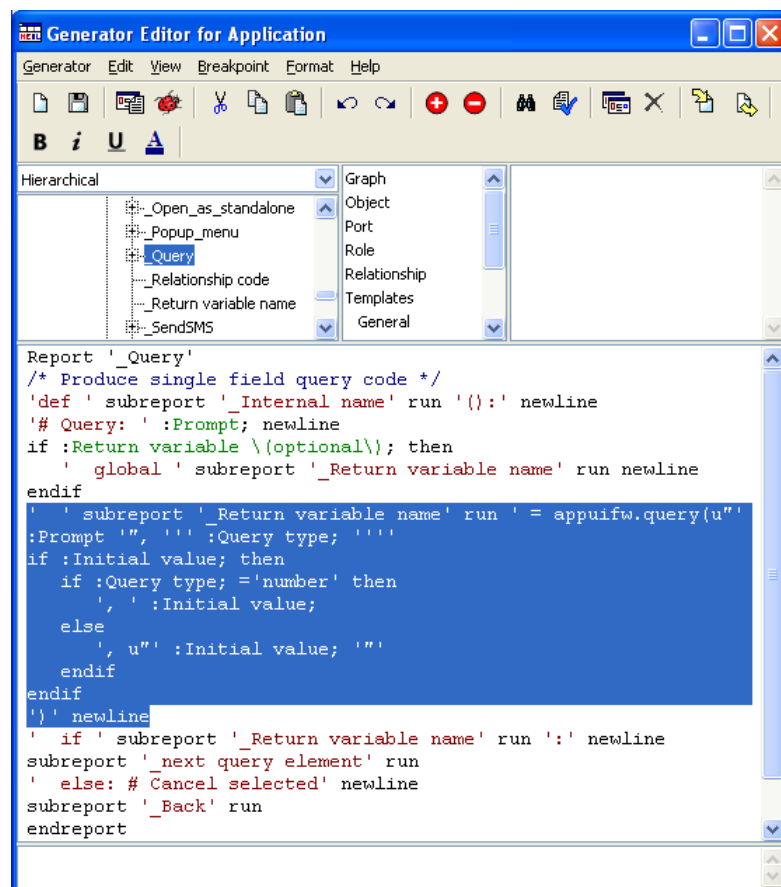 Generator Editor for Application
Generator Edit View Breakpoint Format Help
B i U A
Hierarchical
_Open_as_standalone
_Popup_menu
_Query
_Relationship code
_Return variable name
_SendSMS
Graph
Object
Port
Role
Relationship
Templates
General
Report '_Query'
/* Produce single field query code */
'def ' subreport '_Internal name' run '():' newline
'# Query: ' :Prompt; newline
if :Return variable \(optional\); then
'  global ' subreport '_Return variable name' run newline
endif
'  ' subreport '_Return variable name' run ' = appuifw.query(u"'
:Prompt '", ''' :Query type; ''''
if :Initial value; then
if :Query type; ='number' then
', ' :Initial value;
else
', u"' :Initial value; '"'
endif
endif
')' newline
'  if ' subreport '_Return variable name' run ':' newline
subreport '_next query element' run
'  else: # Cancel selected' newline
subreport '_Back' run
endreport